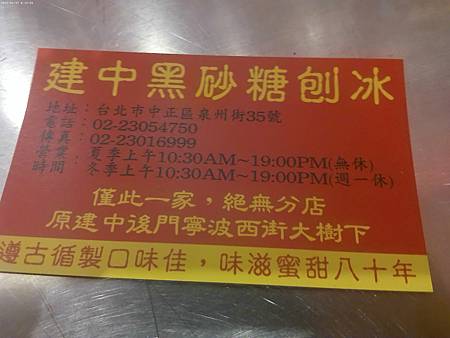 建中黑砂糖刨冰
地址：台北市中正區泉州街35號
電話：02-23054750
傳真：02-23016999
營業時間：夏季上午10:30AM~19:00PM(無休)
冬季上午10:30AM~19:00PM(週一休)
僅此一家，絕無分店
原建中後門寧波西街大樹下
遵古循製口味佳，味滋蜜甜八十年